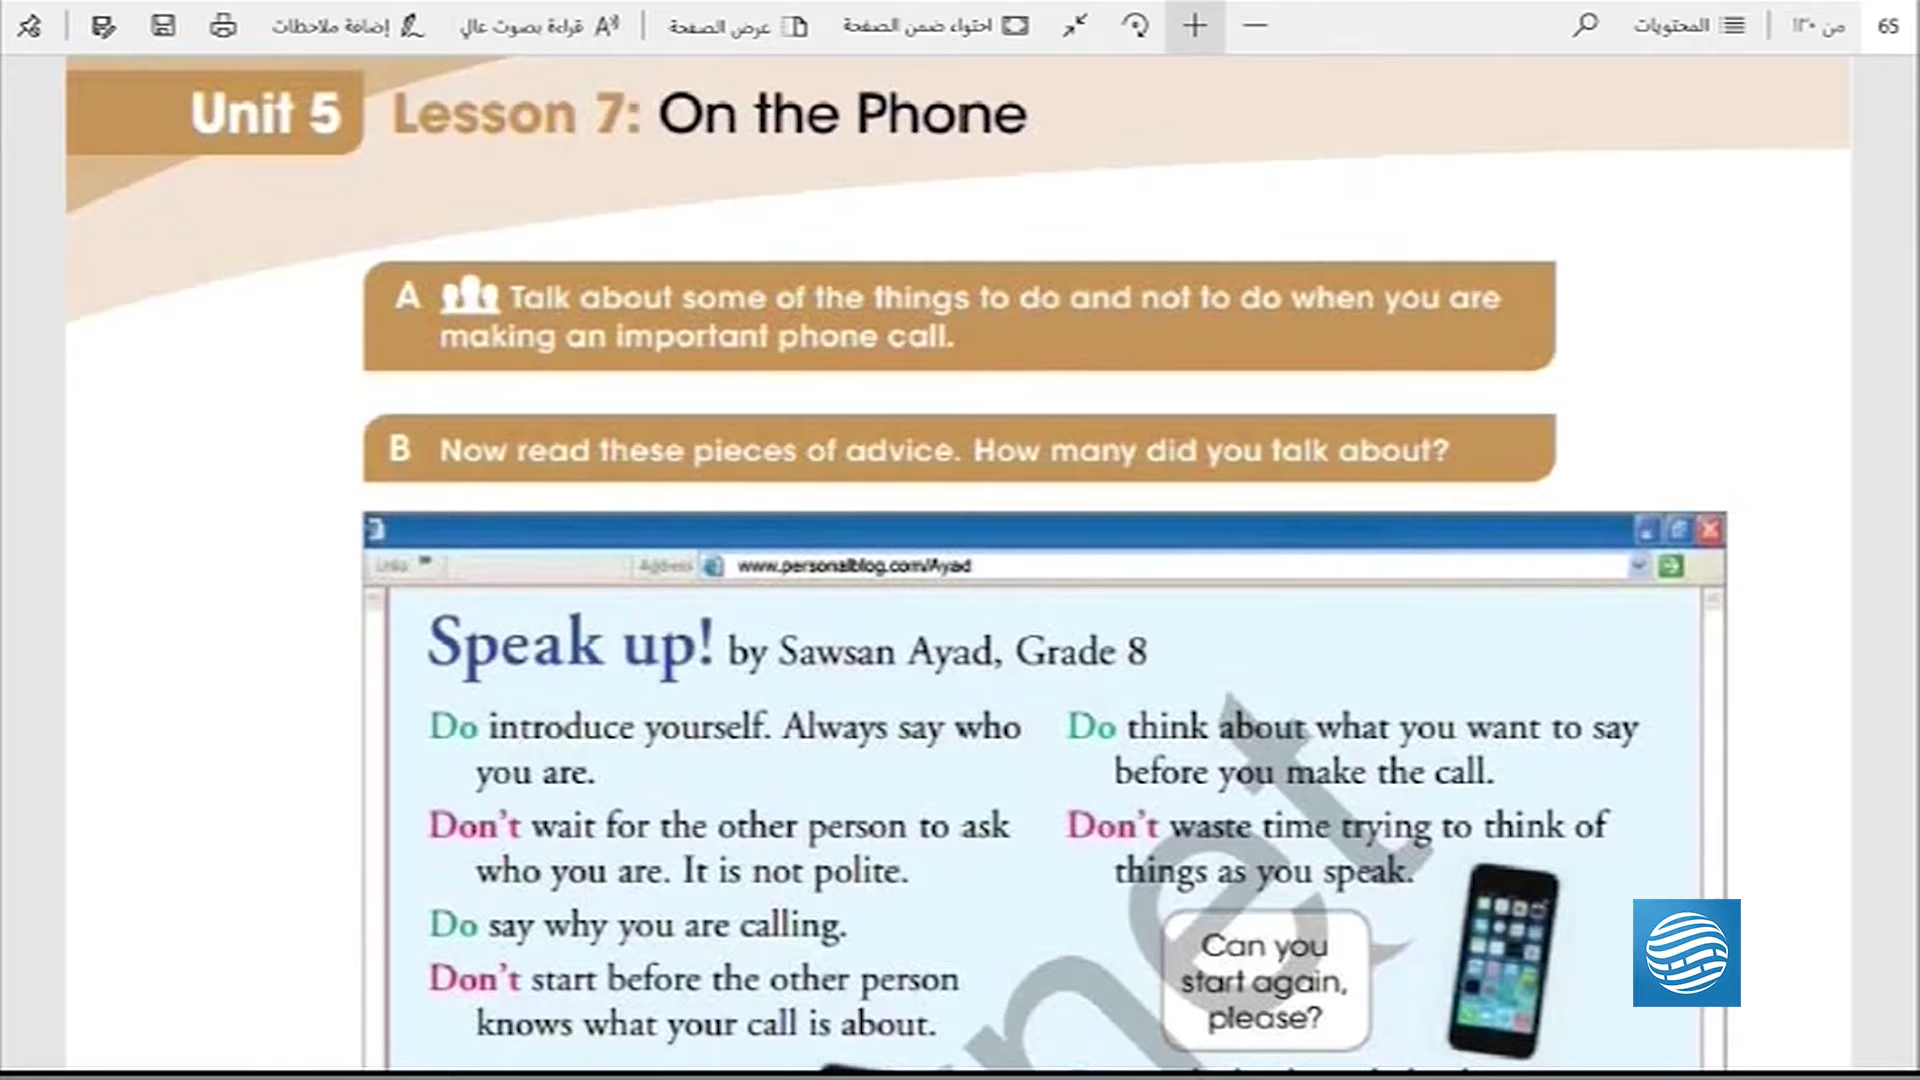 65
من ١٣٠
المحتويات
احتواء ضمن الصفحة
عرض الصفحة
قراءة بصوت عالٍ
إضافة ملاحظات
Unit 5 Lesson 7: On the Phone
A Talk about some of the things to do and not to do when you are
making an important phone call.
B Now read these pieces of advice. How many did you talk about?
Links
Address www.personalblog.com/Ayad
Speak up! by Sawsan Ayad, Grade 8
Do introduce yourself. Always say who
you are.
Don't wait for the other person to ask
who you are. It is not polite.
Do say why you are calling.
Don't start before the other person
knows what your call is about.
Do think about what you want to say
before you make the call.
Don't waste time trying to think of
things as you speak.
Can you
start again,
please?
net